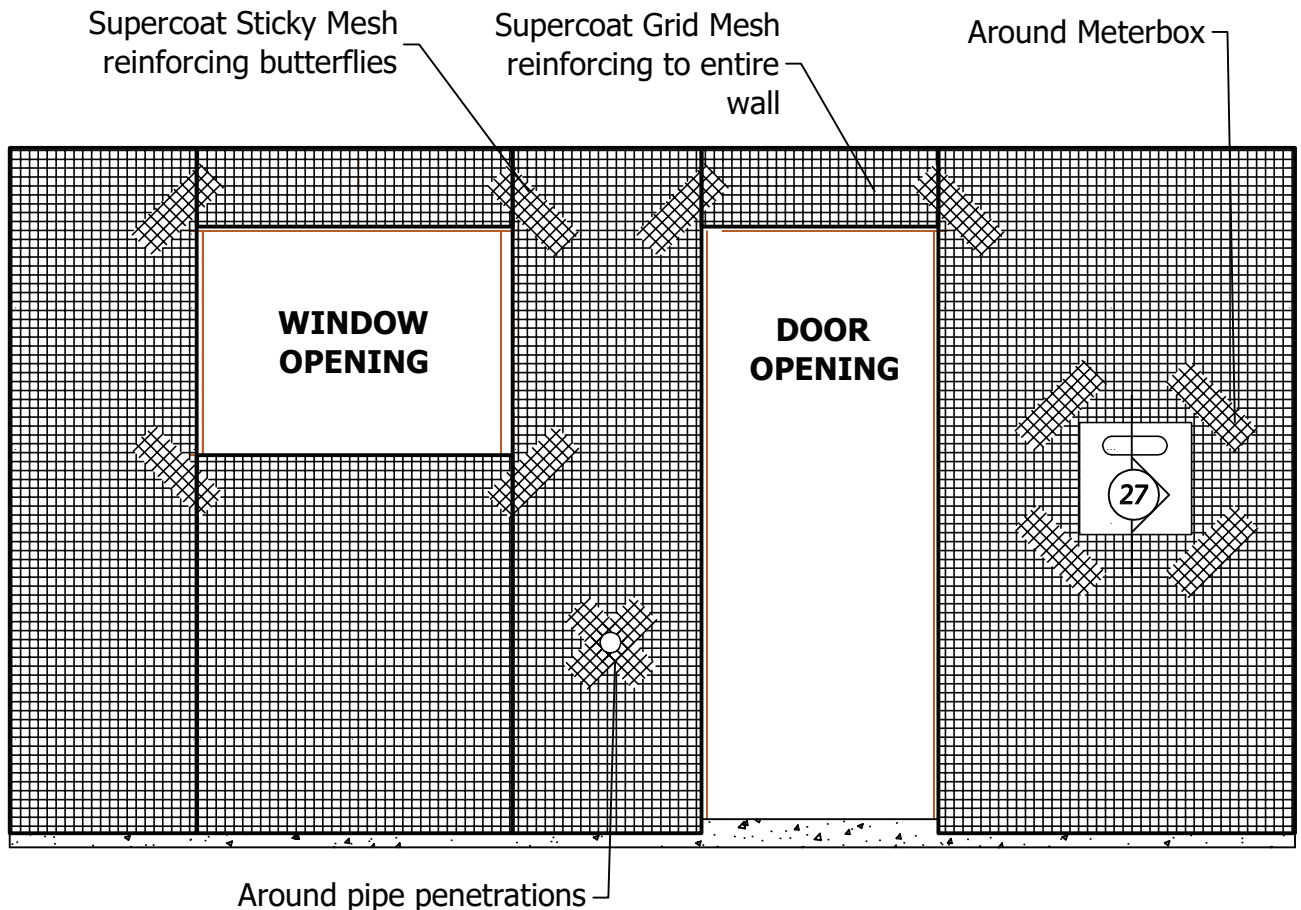 Supercoat Sticky Mesh
reinforcing butterflies
Supercoat Grid Mesh
reinforcing to entire
wall
Around Meterbox
WINDOW
OPENING
DOOR
OPENING
27
Around pipe penetrations